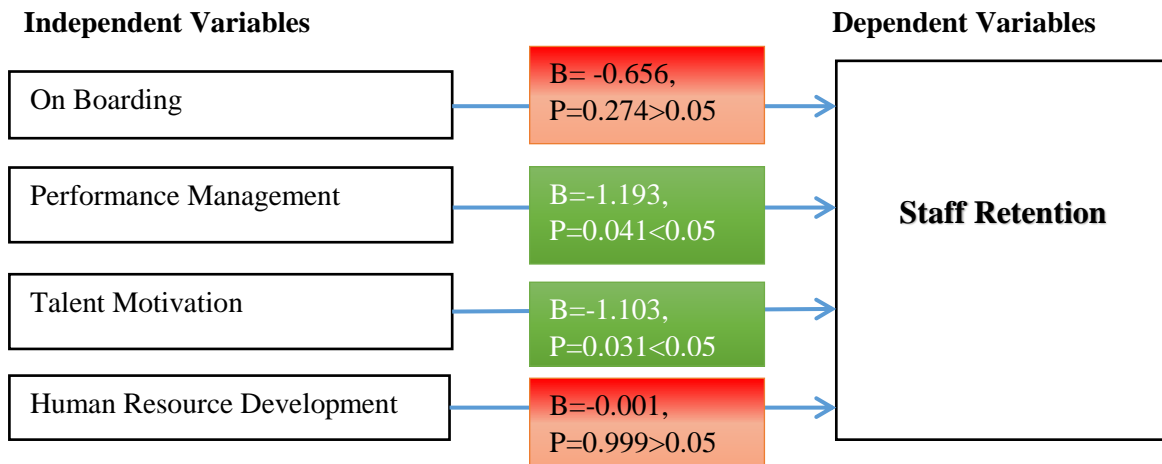 Independent Variables
Dependent Variables
On Boarding
B= -0.656,
P=0.274>0.05
Performance Management
B=-1.193,
P=0.041<0.05
Talent Motivation
B=-1.103,
P=0.031<0.05
Human Resource Development
B=-0.001,
P=0.999>0.05
Staff Retention